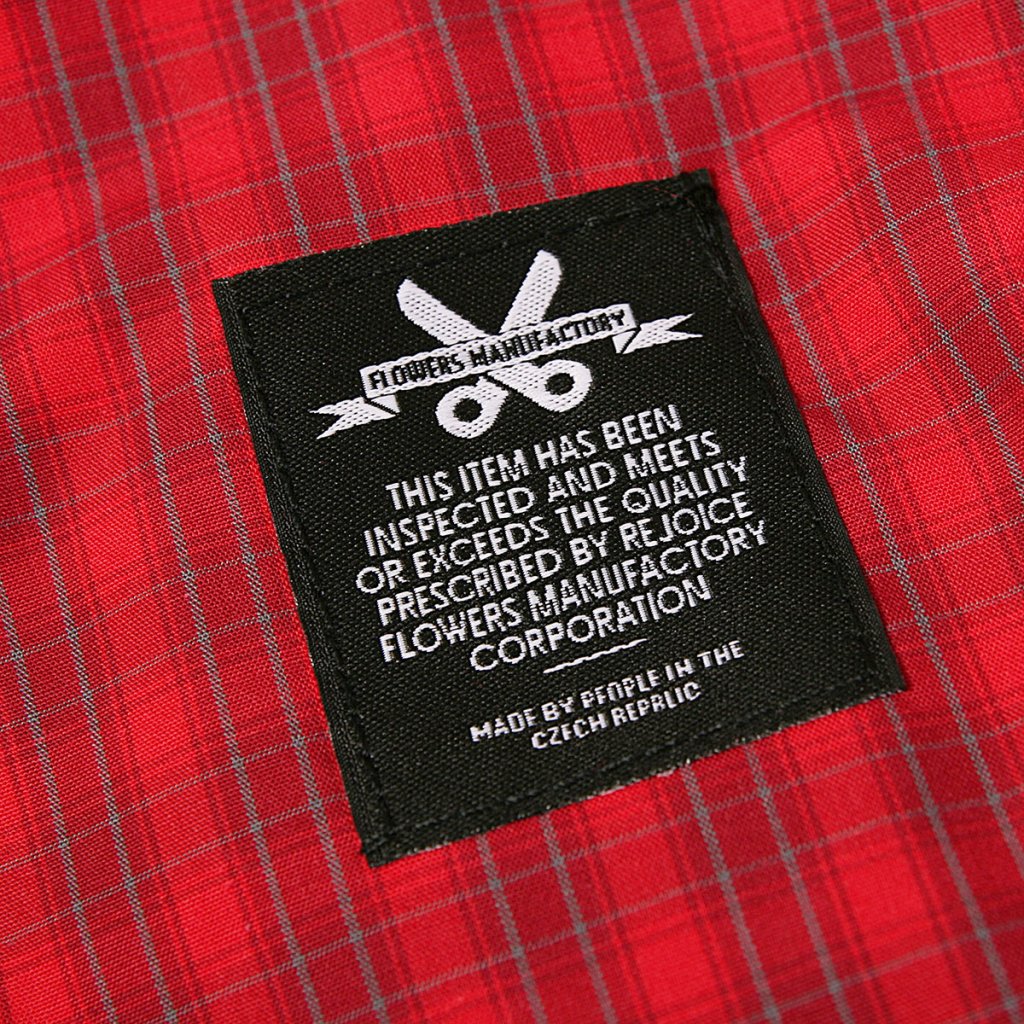 FLOWERS MANUFACTORY
THIS ITEM HAS BEEN
INSPECTED AND MEETS
OR EXCEEDS THE QUALITY
PRESCRIBED BY REJOICE
FLOWERS MANUFACTORY
CORPORATION
MADE BY PEOPLE IN THE
CZECH REPBLIC